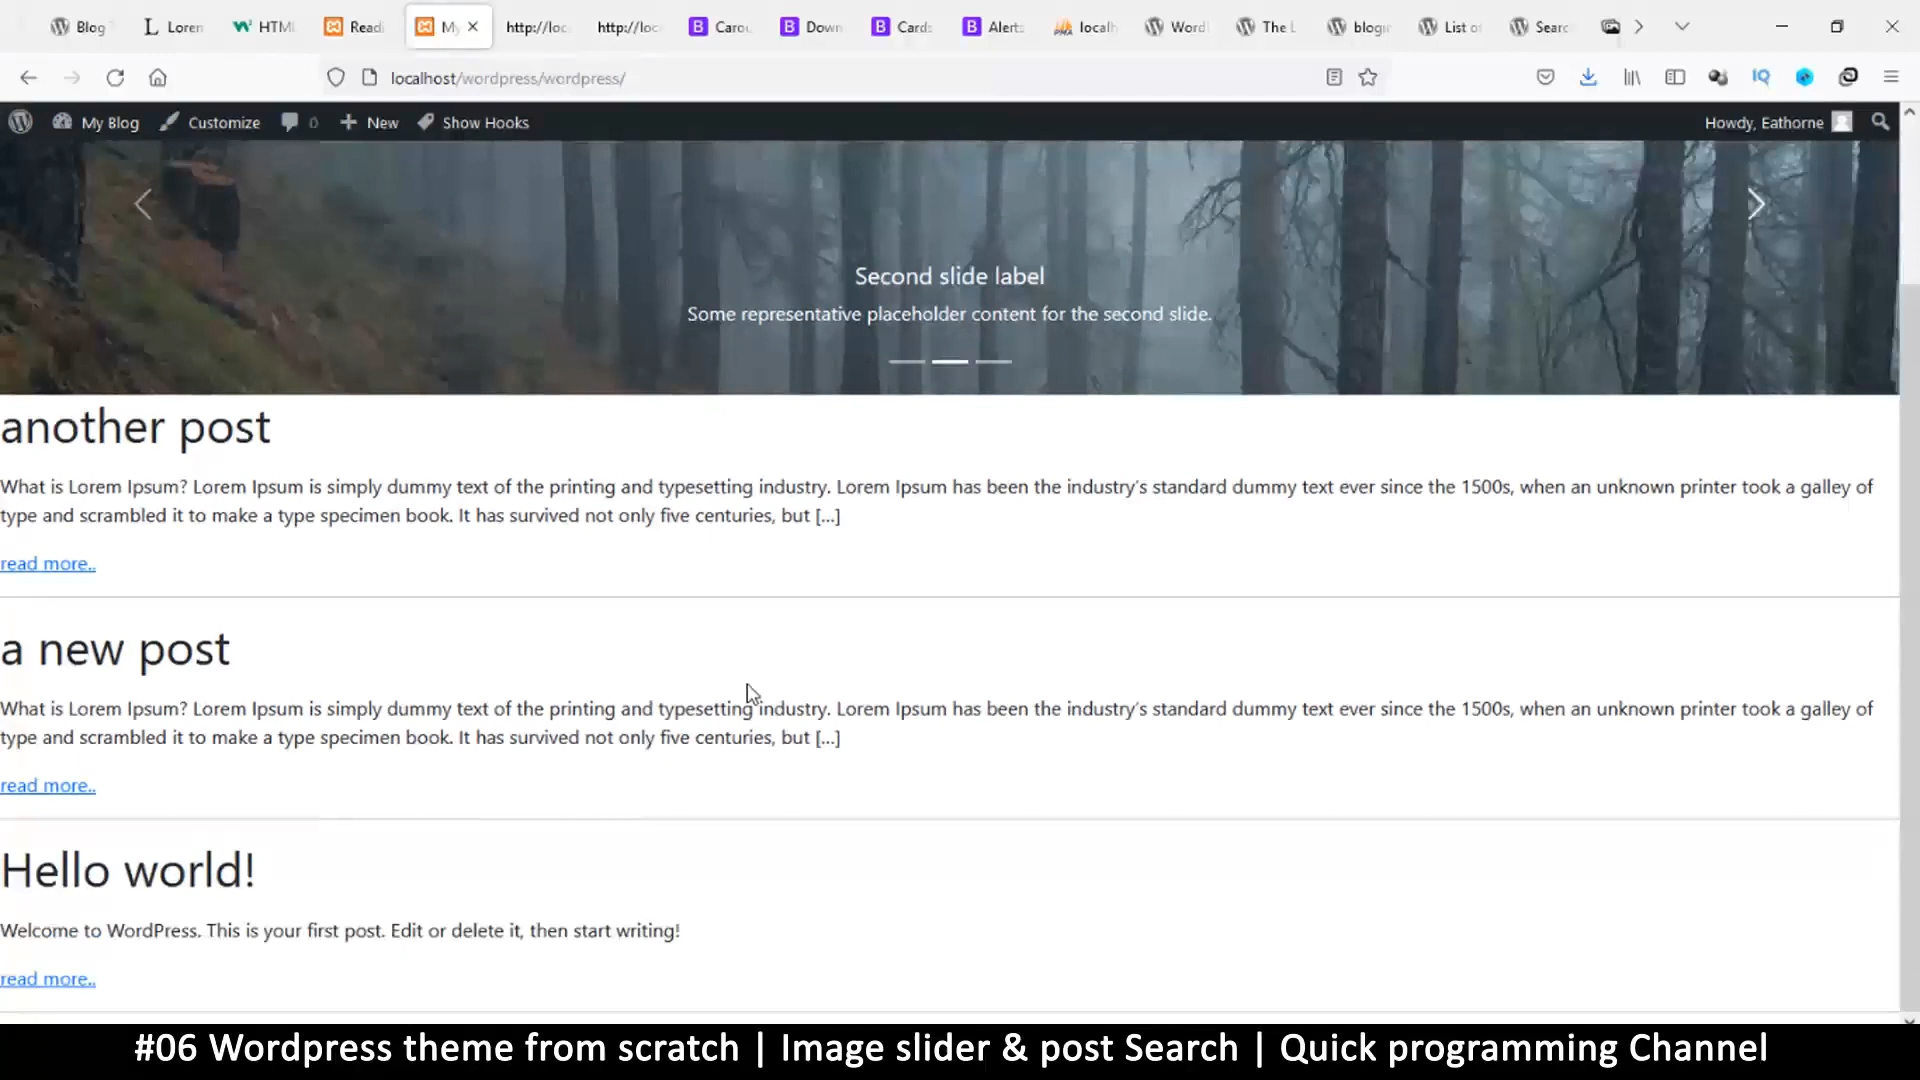 Blog
Lorem
HTML
Readi
My
http://loc
http://loc
Carou
Down
Cards
Alerts
localh
Word
The L
blogin
List o
Searc
localhost/wordpress/wordpress/
IQ
My Blog
Customize
0
New
Show Hooks
Howdy, Eathorne
Second slide label
Some representative placeholder content for the second slide.
another post
What is Lorem Ipsum? Lorem Ipsum is simply dummy text of the printing and typesetting industry. Lorem Ipsum has been the industry’s standard dummy text ever since the 1500s, when an unknown printer took a galley of
type and scrambled it to make a type specimen book. It has survived not only five centuries, but [...]
read more..
a new post
What is Lorem Ipsum? Lorem Ipsum is simply dummy text of the printing and typesetting industry. Lorem Ipsum has been the industry’s standard dummy text ever since the 1500s, when an unknown printer took a galley of
type and scrambled it to make a type specimen book. It has survived not only five centuries, but [...]
read more..
Hello world!
Welcome to WordPress. This is your first post. Edit or delete it, then start writing!
read more..
#06 Wordpress theme from scratch | Image slider & post Search | Quick programming Channel